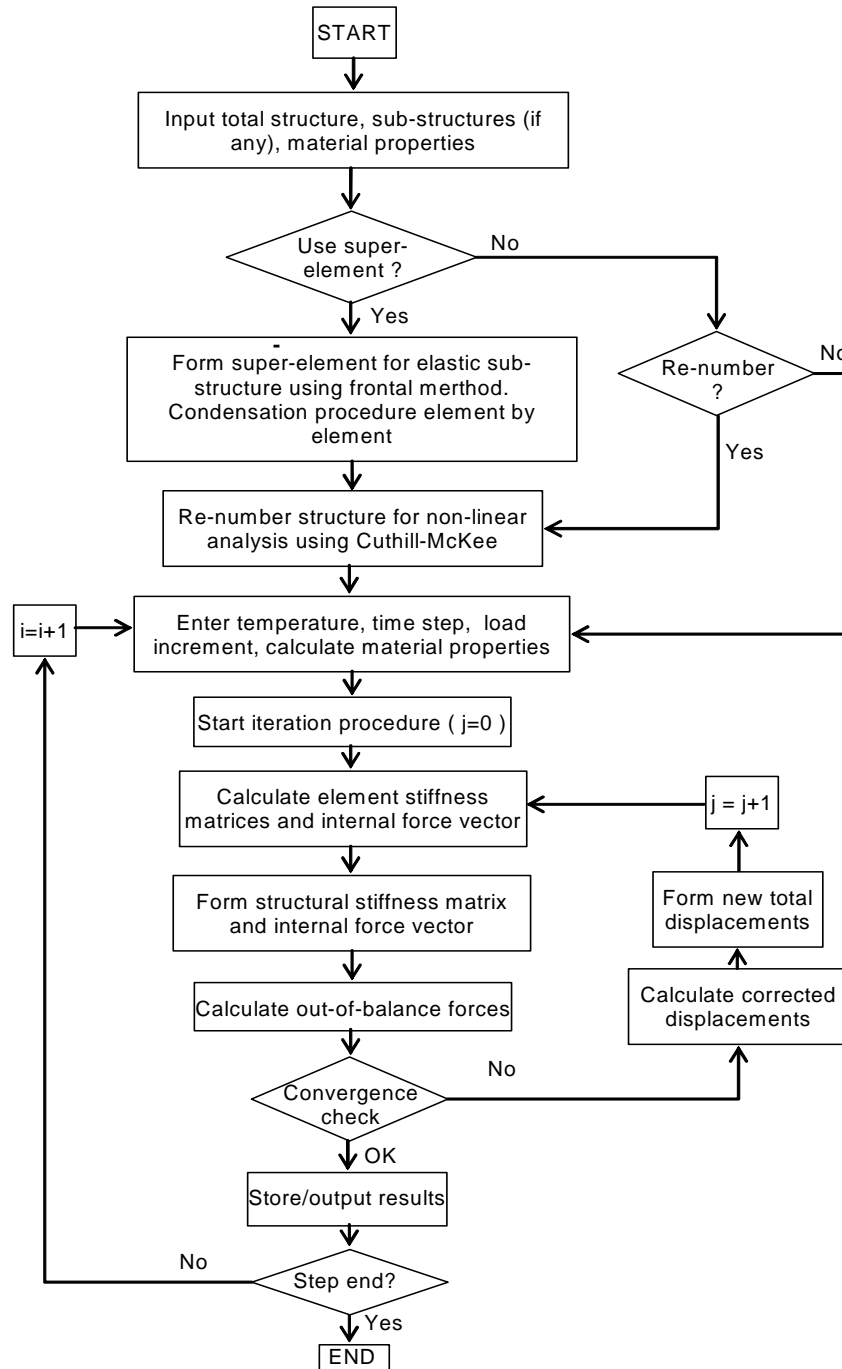 START
Input total structure, sub-structures (if
any), material properties
Use super-
element ?
No
Yes
Form super-element for elastic sub-
structure using frontal merthod.
Condensation procedure element by
element
Re-number
?
No
Yes
Re-number structure for non-linear
analysis using Cuthill-McKee
i=i+1
Enter temperature, time step, load
increment, calculate material properties
Start iteration procedure ( j=0 )
Calculate element stiffness
matrices and internal force vector
j = j+1
Form structural stiffness matrix
and internal force vector
Form new total
displacements
Calculate out-of-balance forces
Calculate corrected
displacements
Convergence
check
No
OK
Store/output results
Step end?
No
Yes
END